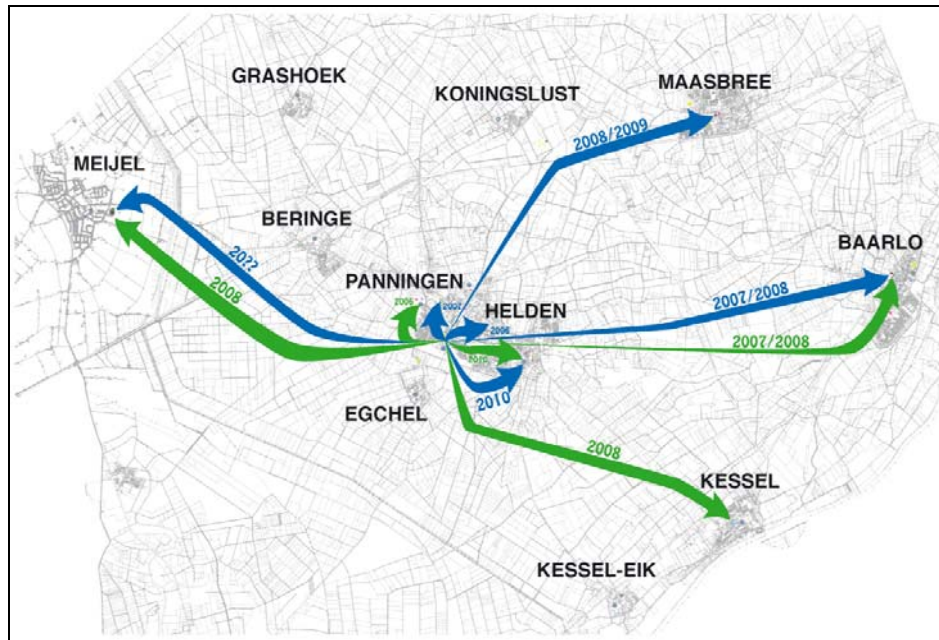 GRASHOEK
KONINGSLUST
MAASBREE
2008/2009
MEIJEL
BERINGE
BAARLO
20??
PANNINGEN
2008
HELDEN
2007/2008
2007/2008
2010
EGCHEL
2008
KESSEL
KESSEL-EIK